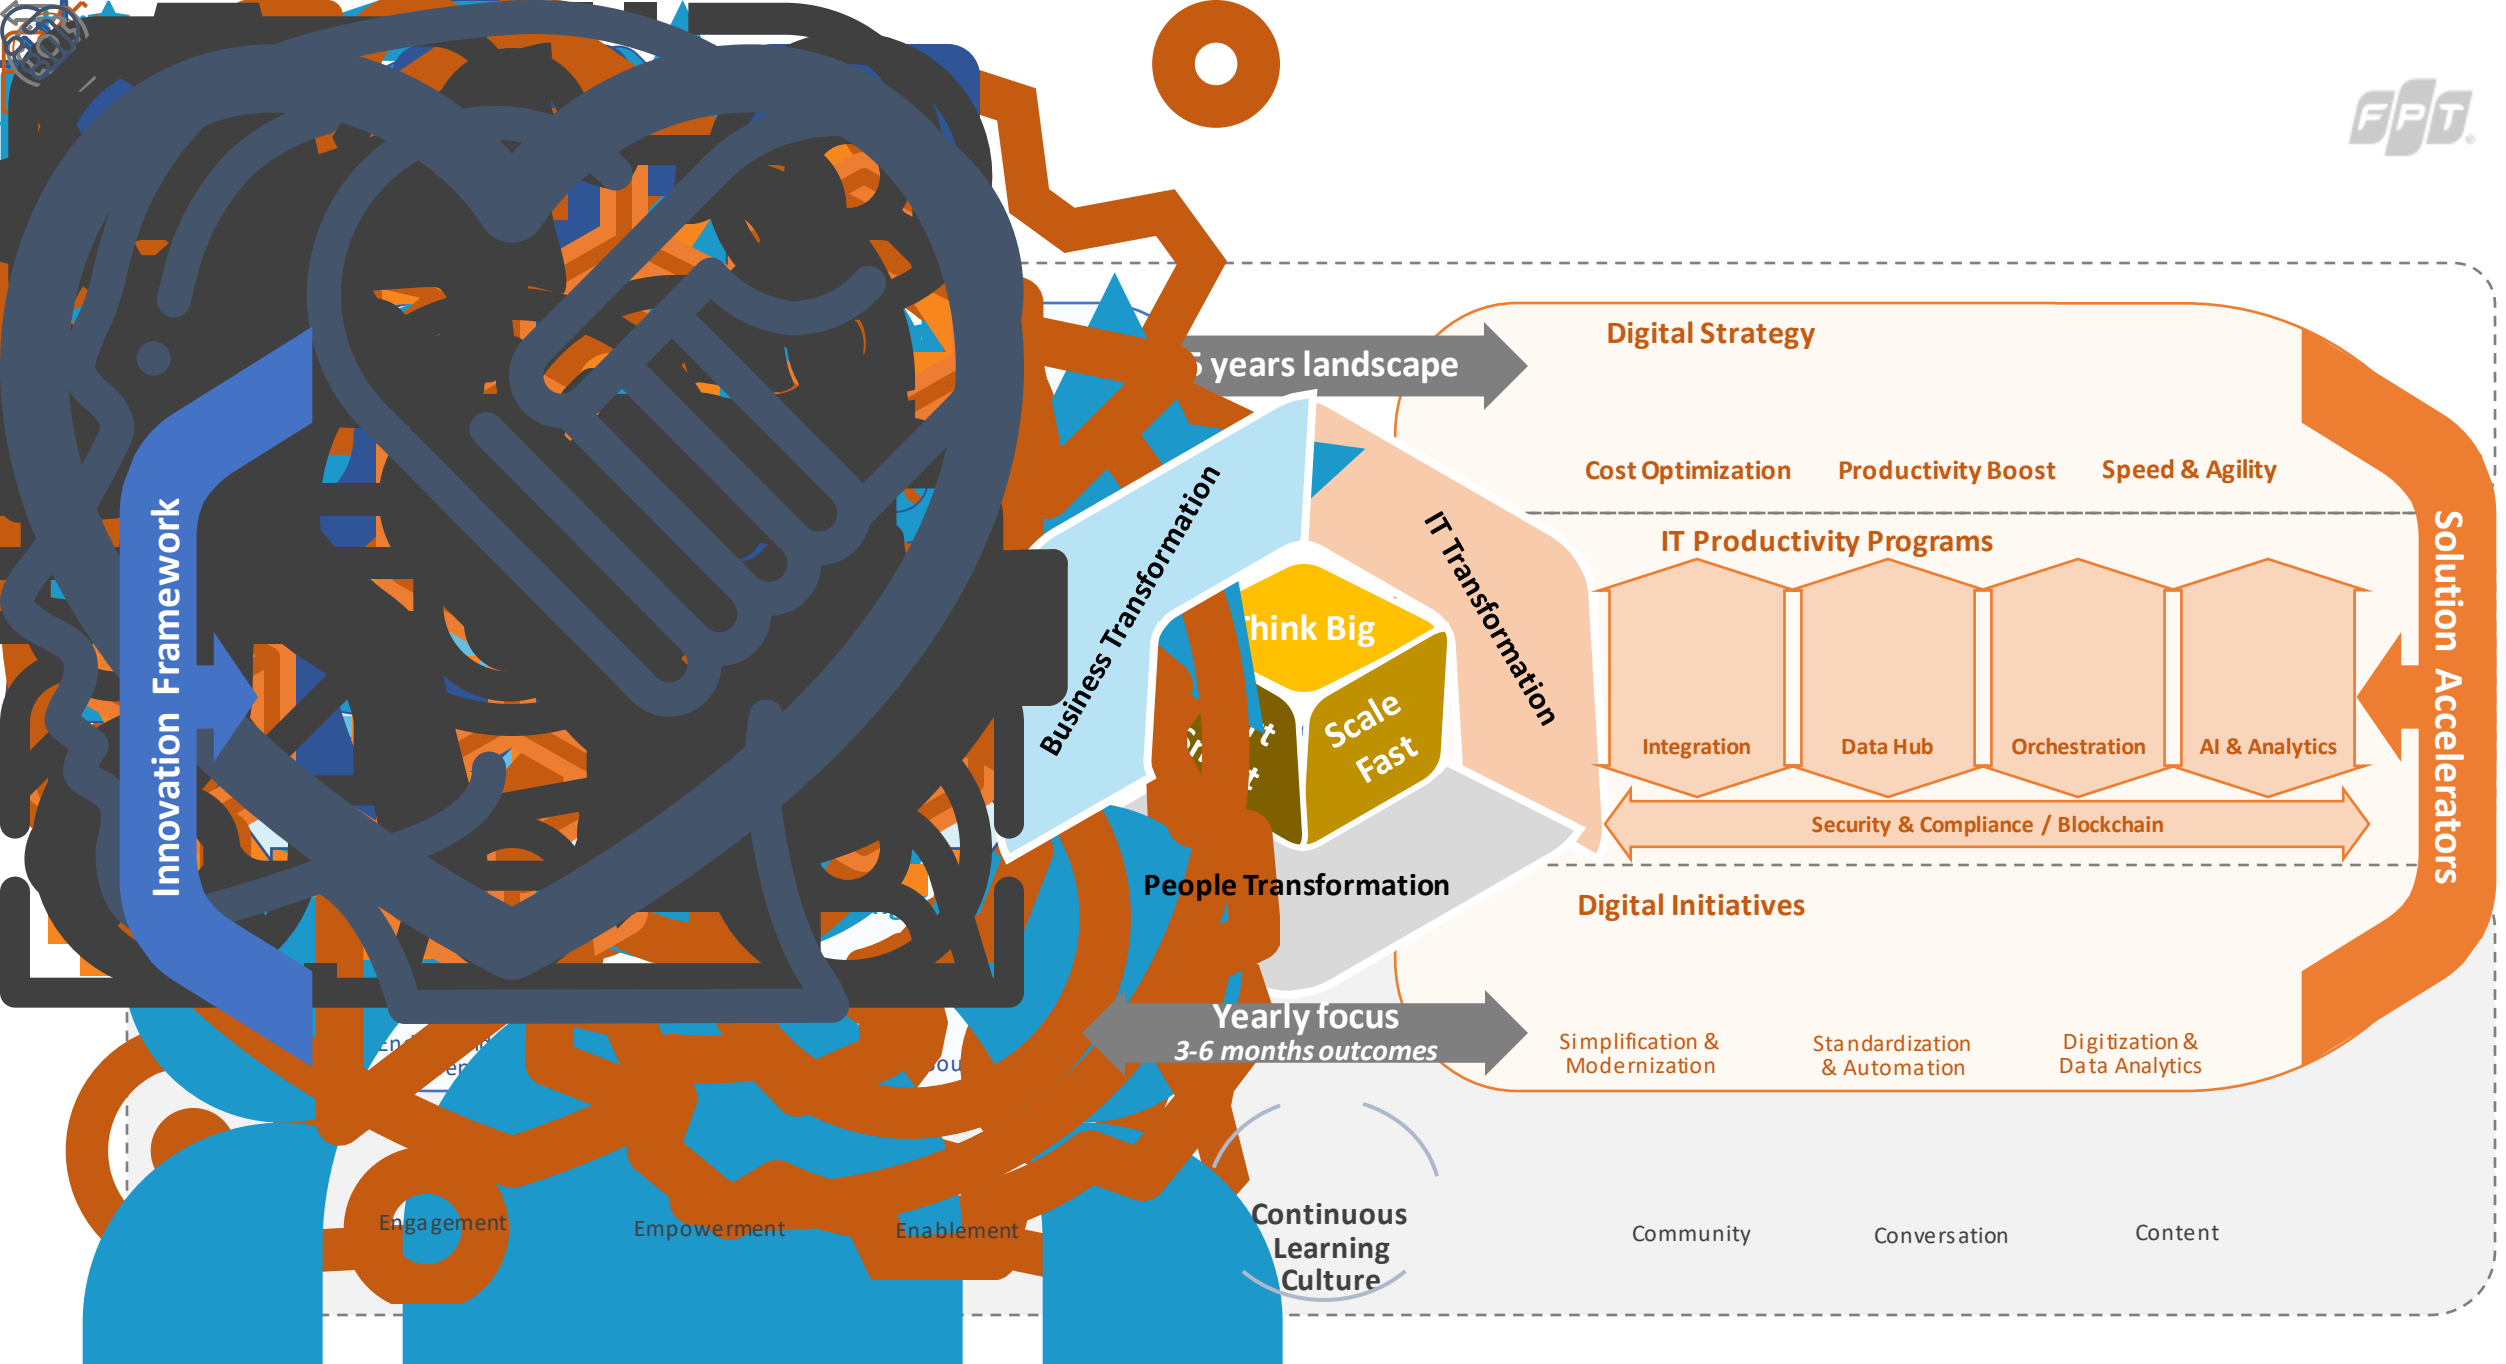 FPT
years landscape
Digital Strategy
Cost Optimization
Productivity Boost
Speed & Agility
IT Productivity Programs
Innovation Framework
Business Transformation
IT Transformation
Think Big
Scale
Fast
Integration
Data Hub
Orchestration
AI & Analytics
Security & Compliance / Blockchain
Solution Accelerators
People Transformation
Digital Initiatives
Yearly focus
3-6 months outcomes
Simplification &
Modernization
Standardization
& Automation
Digitization &
Data Analytics
Engagement
Empowerment
Enablement
Continuous
Learning
Culture
Community
Conversation
Content